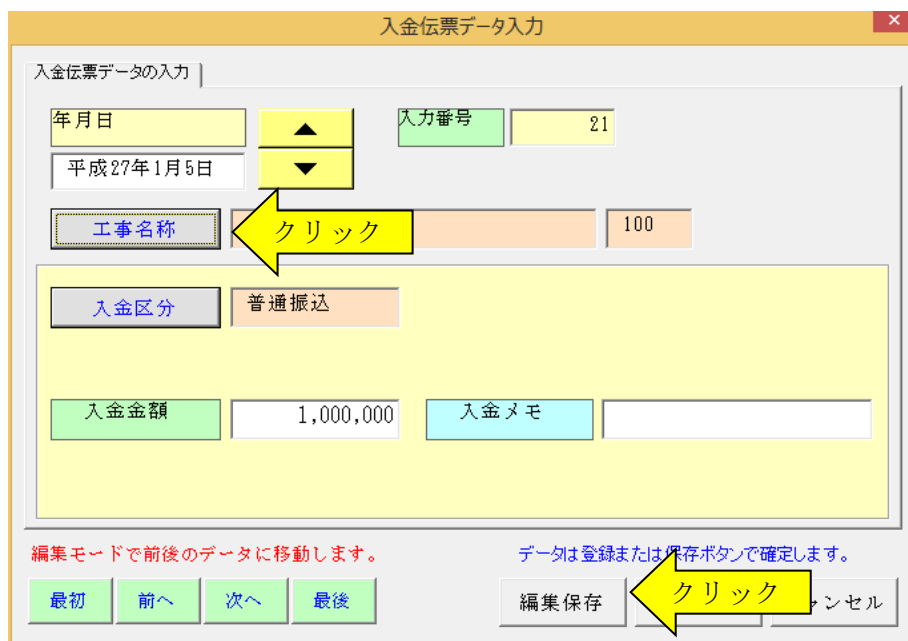 入金伝票データ入力
入金伝票データの入力
年月日
入力番号
21
平成27年1月5日
工事名称
クリック
100
入金区分
普通振込
入金金額
1,000,000
入金メモ
編集モードで前後のデータに移動します。
データは登録または保存ボタンで確定します。
最初
前へ
次へ
最後
編集保存
クリック
ャンセル